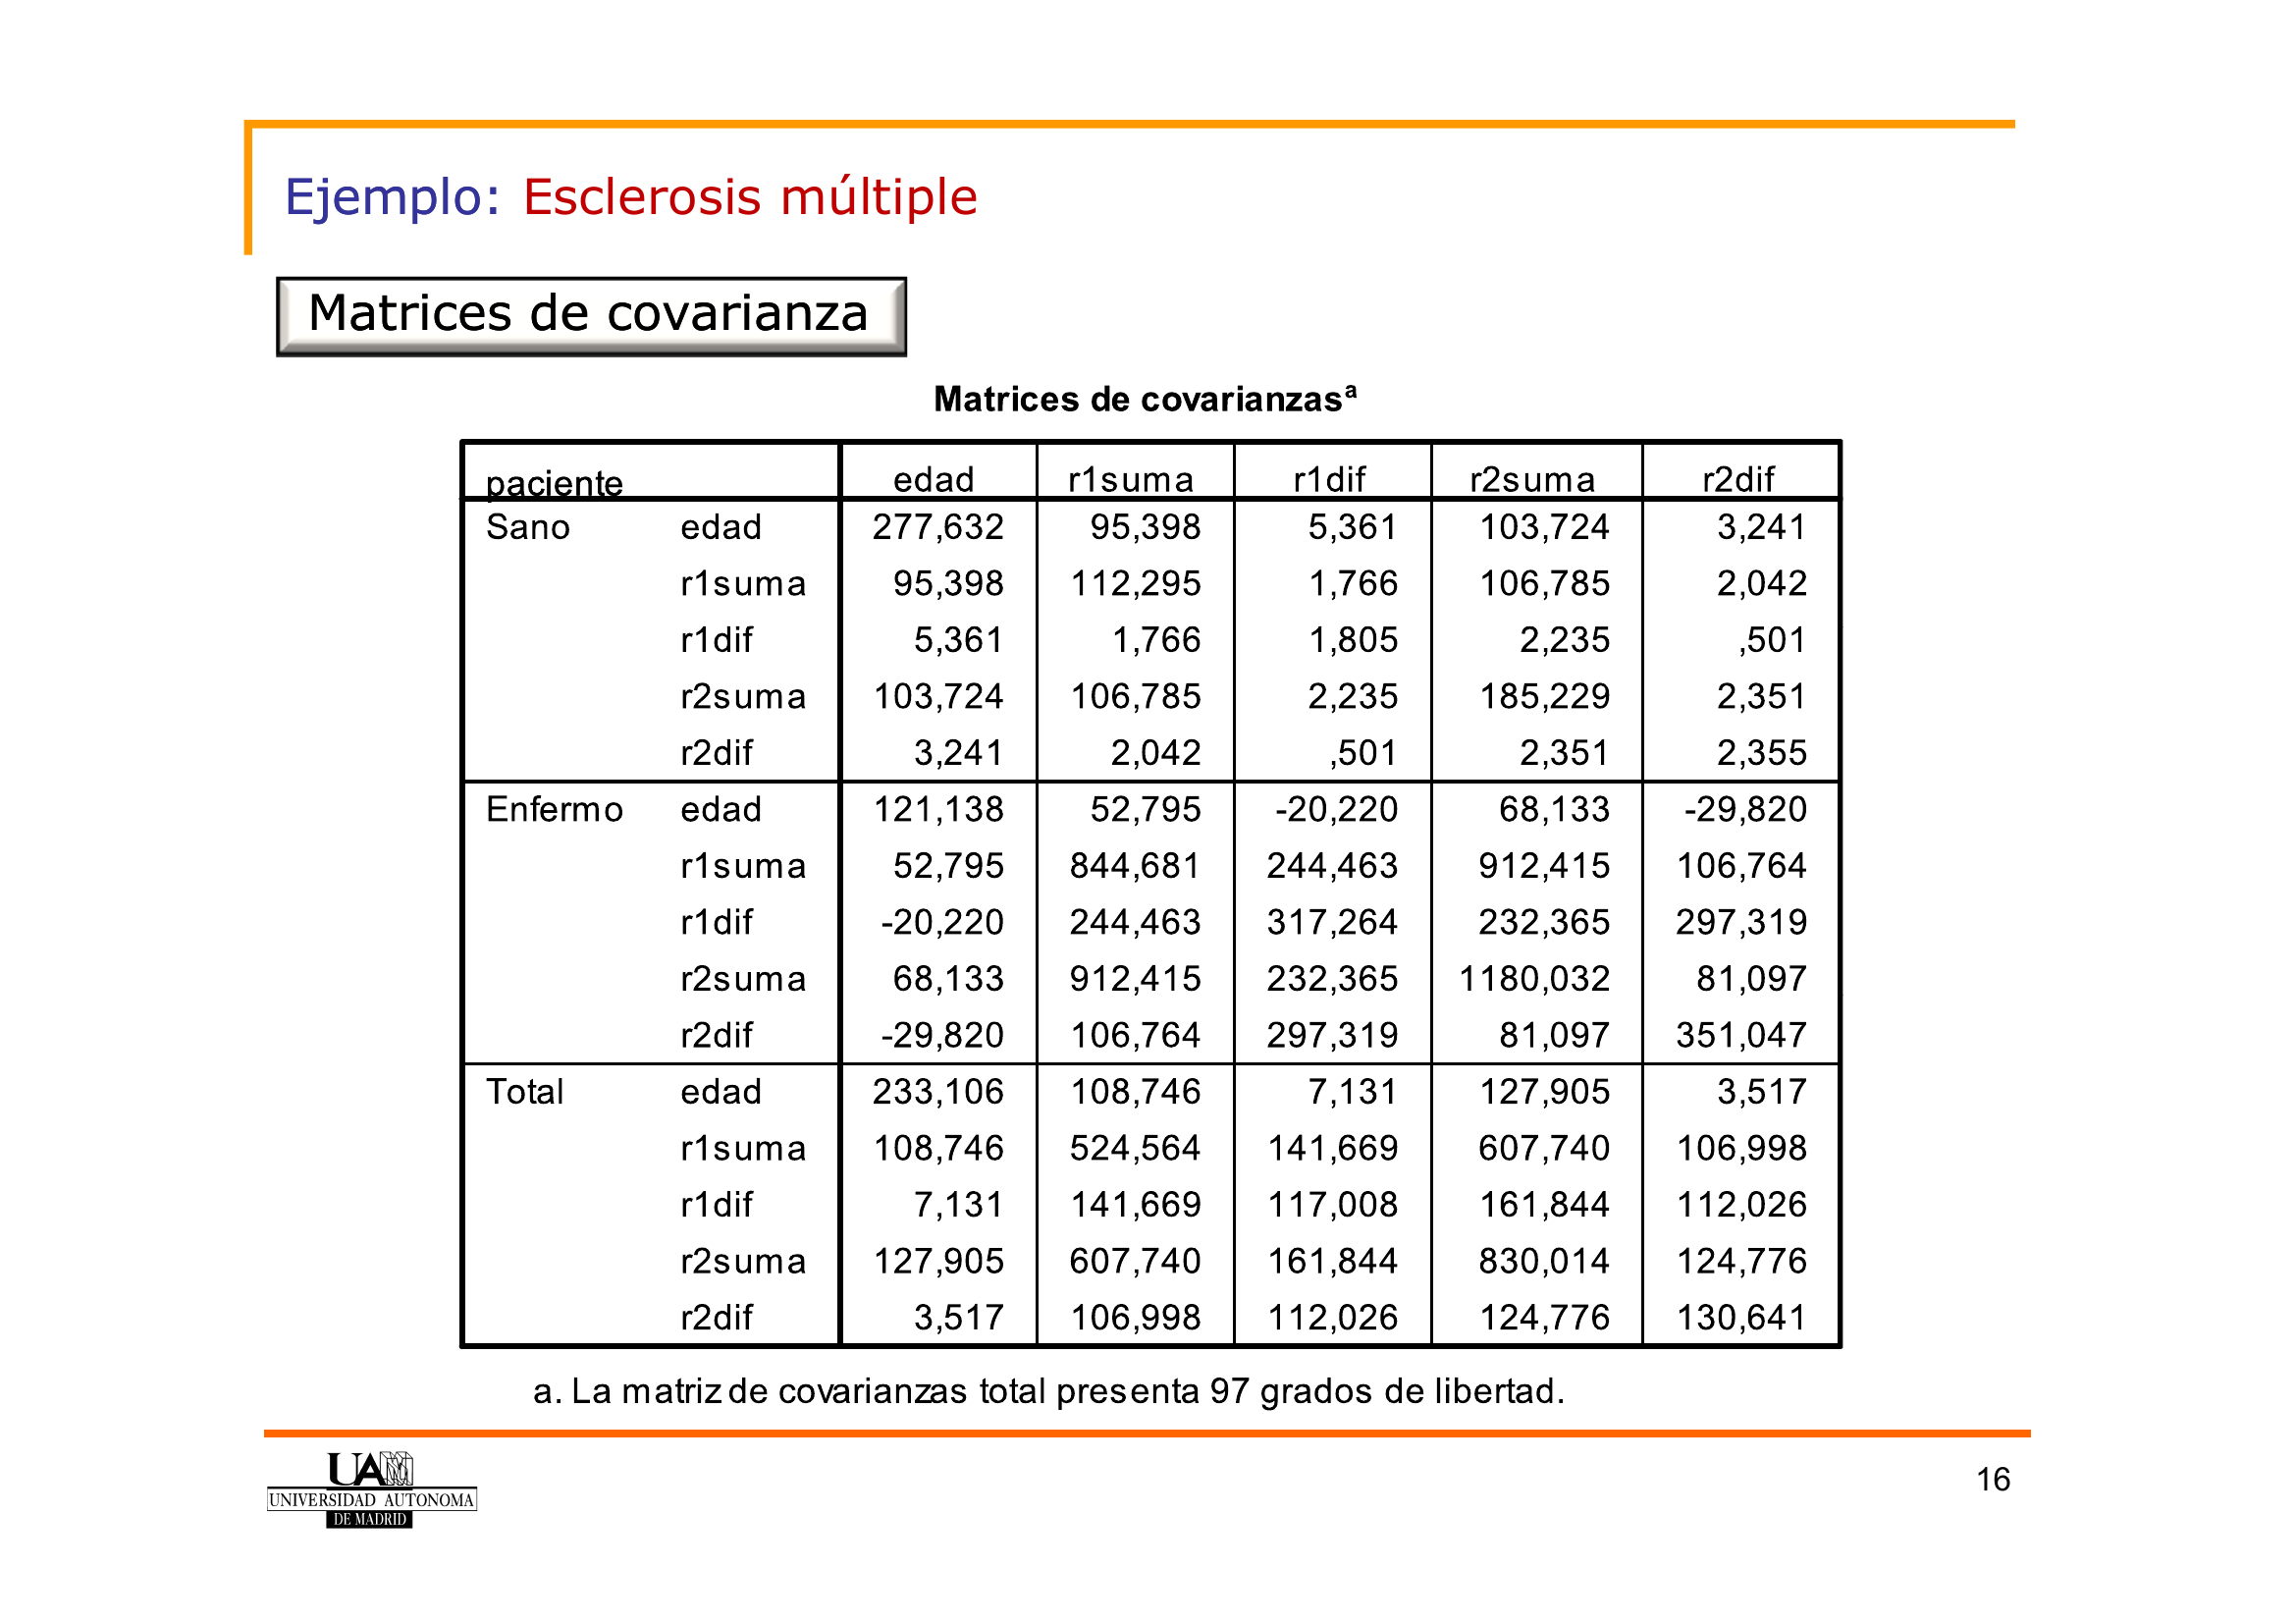 Ejemplo: Esclerosis múltiple
Matrices de covarianza
Matrices de covarianzas a
paciente edad r1suma r1dif r2suma r2dif
Sano edad 277,632 95,398 5,361 103,724 3,241
r1suma 95,398 112,295 1,766 106,785 2,042
r1dif 5,361 1,766 1,805 2,235 ,501
r2suma 103,724 106,785 2,235 185,229 2,351
r2dif 3,241 2,042 ,501 2,351 2,355
Enfermo edad 121,138 52,795 -20,220 68,133 -29,820
r1suma 52,795 844,681 244,463 912,415 106,764
r1dif -20,220 244,463 317,264 232,365 297,319
r2suma 68,133 912,415 232,365 1180,032 81,097
r2dif -29,820 106,764 297,319 81,097 351,047
Total edad 233,106 108,746 7,131 127,905 3,517
r1suma 108,746 524,564 141,669 607,740 106,998
r1dif 7,131 141,669 117,008 161,844 112,026
r2suma 127,905 607,740 161,844 830,014 124,776
r2dif 3,517 106,998 112,026 124,776 130,641
a. La matriz de covarianzas total presenta 97 grados de libertad.
UAM
UNIVERSIDAD AUTONOMA
DE MADRID
16